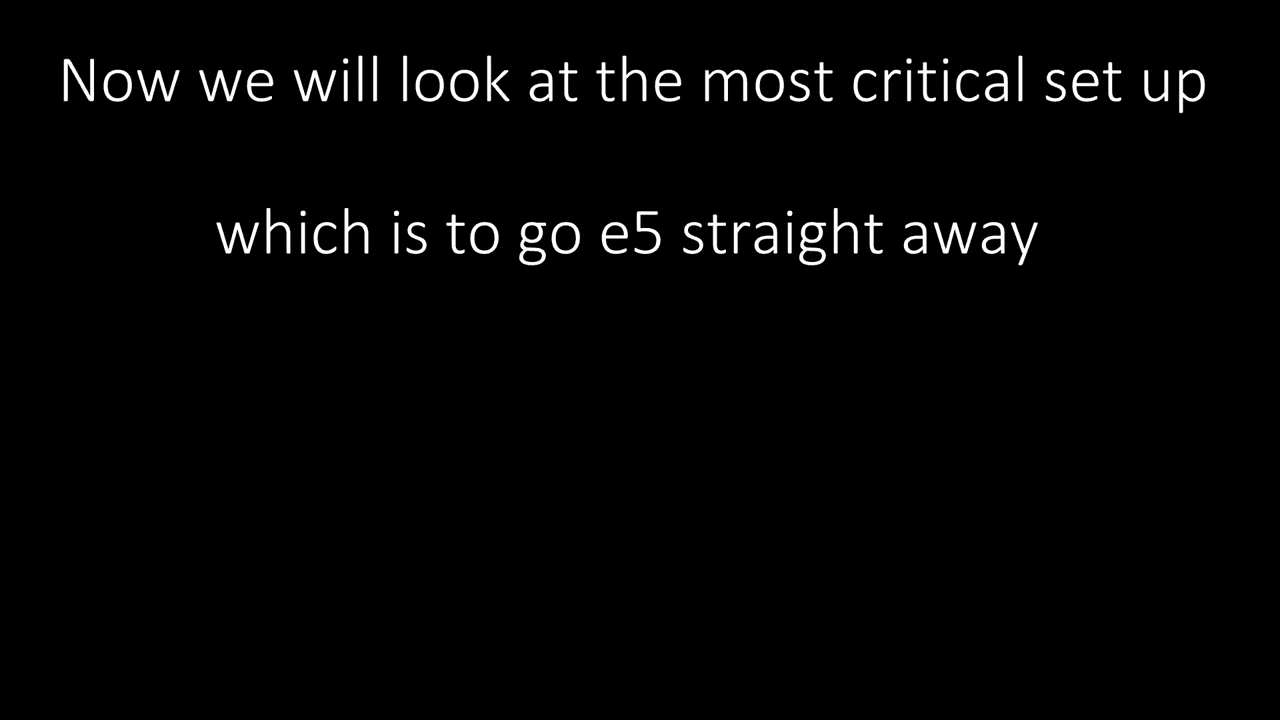 Now we will look at the most critical set up
which is to go e5 straight away